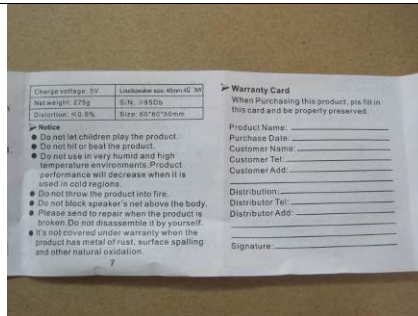 Charge voltage: 5V
Loudspeaker size: 45mm 4Ω 3W
Net weight: 275g
S/N: ≥95Db
Distortion: ≤0.5%
Size: 60*60*50mm
Notice
● Do not let children play the product.
● Do not hit or beat the product.
● Do not use in very humid and high
temperature environments. Product
performance will decrease when it is
used in cold regions.
● Do not throw the product into fire.
● Do not block speaker's net above the body.
● Please send to repair when the product is
broken. Do not disassemble it by yourself.
● It's not covered under warranty when the
product has metal of rust, surface spalling
and other natural oxidation.
7
Warranty Card
When Purchasing this product, pls fill in
this card and be properly preserved.
Product Name:
Purchase Date:
Customer Name:
Customer Tel:
Customer Add:
Distribution:
Distributor Tel:
Distributor Add:
Signature: